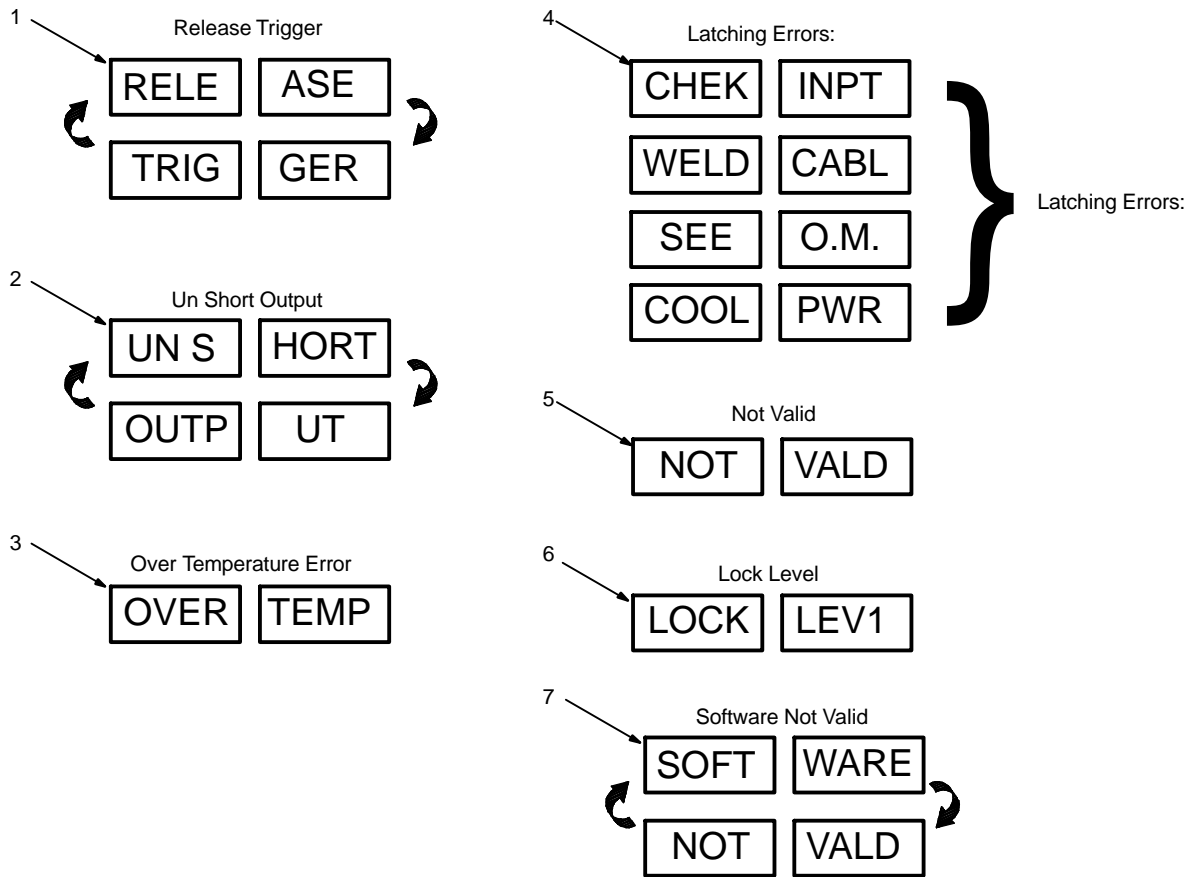 1
Release Trigger
RELE ASE
TRIG GER
2
Un Short Output
UN S HORT
OUTP UT
3
Over Temperature Error
OVER TEMP
4
Latching Errors:
CHEK INPT
WELD CABL
SEE O.M.
COOL PWR
Latching Errors:
5
Not Valid
NOT VALD
6
Lock Level
LOCK LEV1
7
Software Not Valid
SOFT WARE
NOT VALD